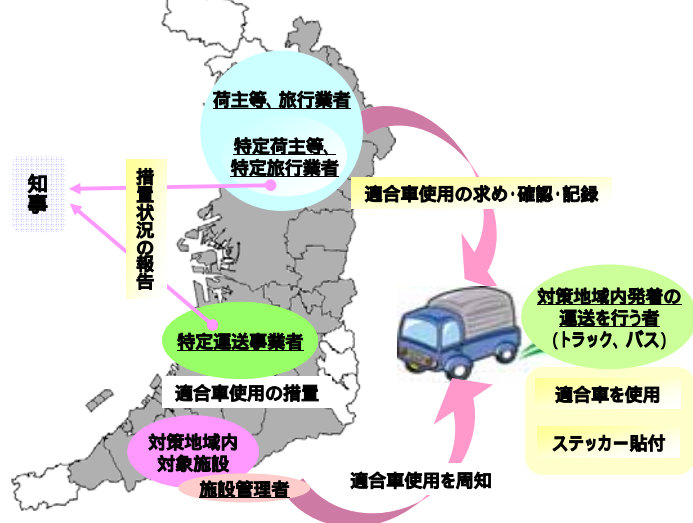 荷主等、旅行業者
特定荷主等、
特定旅行業者
知事
措置状況の報告
適合車使用の求め・確認・記録
対策地域内発着の
運送を行う者
(トラック、バス)
特定運送事業者
適合車使用の措置
適合車を使用
ステッカー貼付
対策地域内
対象施設
施設管理者
適合車使用を周知